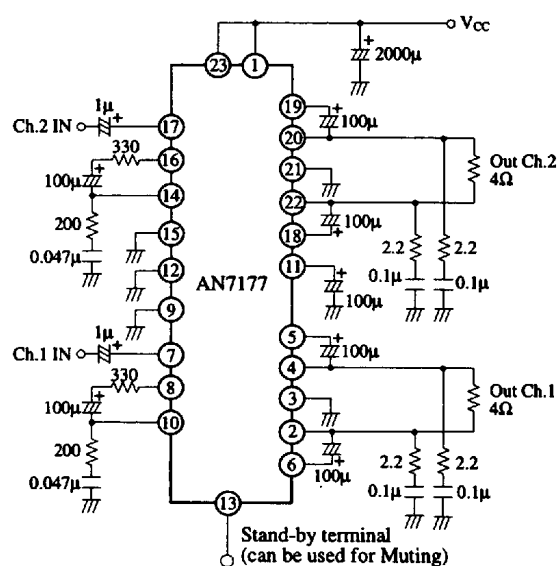 V_CC
2000μ
23
1
1μ
Ch.2 IN
17
330
16
100μ
14
200
0.047μ
15
12
9
1μ
Ch.1 IN
7
330
8
100μ
10
200
0.047μ
AN7177
19
100μ
20
21
22
100μ
18
11
100μ
Out Ch.2
4Ω
2.2
2.2
0.1μ
0.1μ
5
100μ
4
3
2
100μ
6
Out Ch.1
4Ω
2.2
2.2
0.1μ
0.1μ
13
Stand-by terminal
(can be used for Muting)